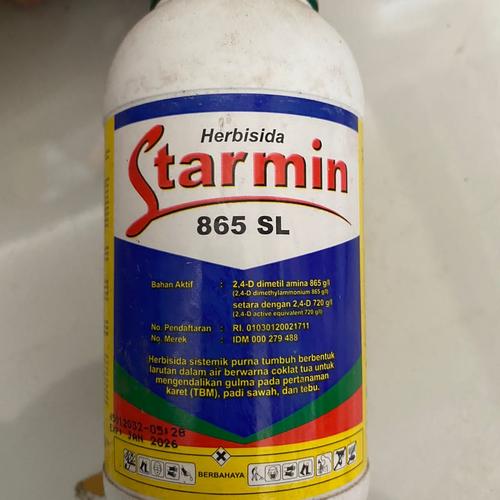 Herbisida
Starmin
865 SL
Bahan Aktif : 2,4-D dimetil amina 865 g/l
(2,4-D dimethylammonium 865 g/l)
setara dengan 2,4-D 720 g/l
(2,4-D active equivalent 720 g/l)
No. Pendaftaran : RI. 01030120021711
No. Merek : IDM 000 279 488
Herbisida sistemik purna tumbuh berbentuk
larutan dalam air berwarna coklat tua untuk
mengendalikan gulma pada pertanaman
karet (TBM), padi sawah, dan tebu.
JAN 2026
BERBAHAYA